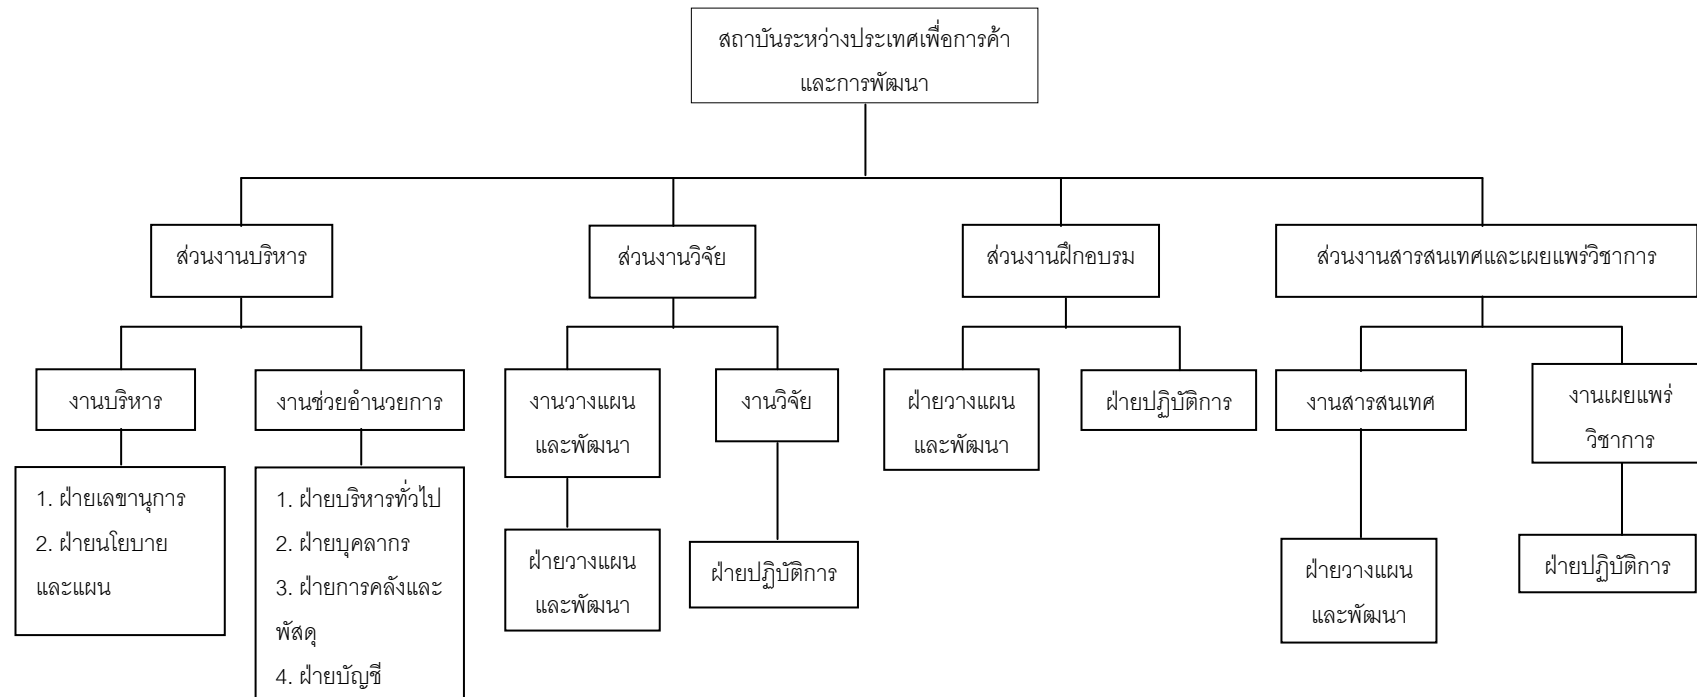 สถาบันระหว่างประเทศเพื่อการค้า
และการพัฒนา
ส่วนงานบริหาร
ส่วนงานวิจัย
ส่วนงานฝึกอบรม
ส่วนงานสารสนเทศและเผยแพร่วิชาการ
งานบริหาร
งานช่วยอำนวยการ
งานวางแผน
และพัฒนา
งานวิจัย
ฝ่ายวางแผน
และพัฒนา
ฝ่ายปฏิบัติการ
งานสารสนเทศ
งานเผยแพร่
วิชาการ
1. ฝ่ายเลขานุการ
2. ฝ่ายนโยบาย
และแผน
1. ฝ่ายบริหารทั่วไป
2. ฝ่ายบุคลากร
3. ฝ่ายการคลังและ
พัสดุ
4. ฝ่ายบัญชี
ฝ่ายวางแผน
และพัฒนา
ฝ่ายปฏิบัติการ
ฝ่ายวางแผน
และพัฒนา
ฝ่ายปฏิบัติการ